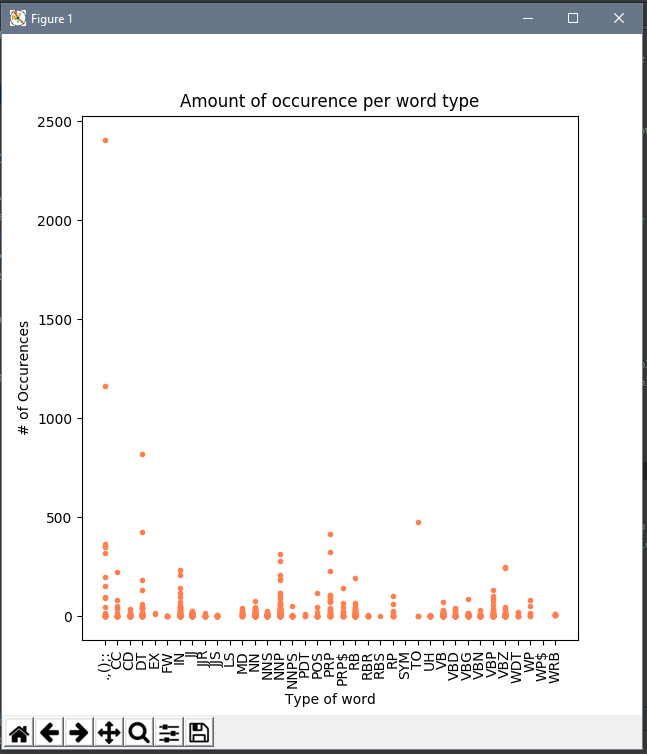 Figure 1
Amount of occurence per word type
2500
2000
1500
1000
500
0
# of Occurences
.,();:
CC
CD
DT
EX
FW
IN
JJ
JJR
JJS
LS
MD
NN
NNS
NNP
NNPS
PDT
POS
PRP
PRP$
RB
RBR
RBS
RP
SYM
TO
UH
VB
VBD
VBG
VBN
VBP
VBZ
WDT
WP
WP$
WRB
Type of word